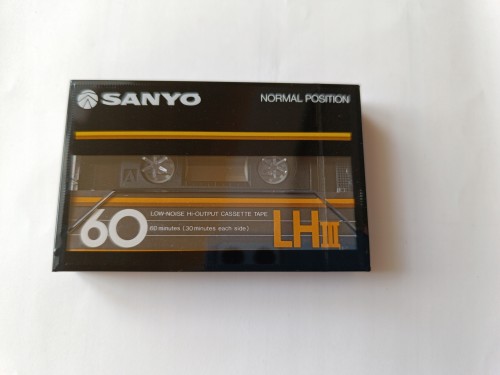 SANYO NORMAL POSITION
A
LOW-NOISE HI-OUTPUT CASSETTE TAPE
60 60 minutes (30 minutes each side) LHIII